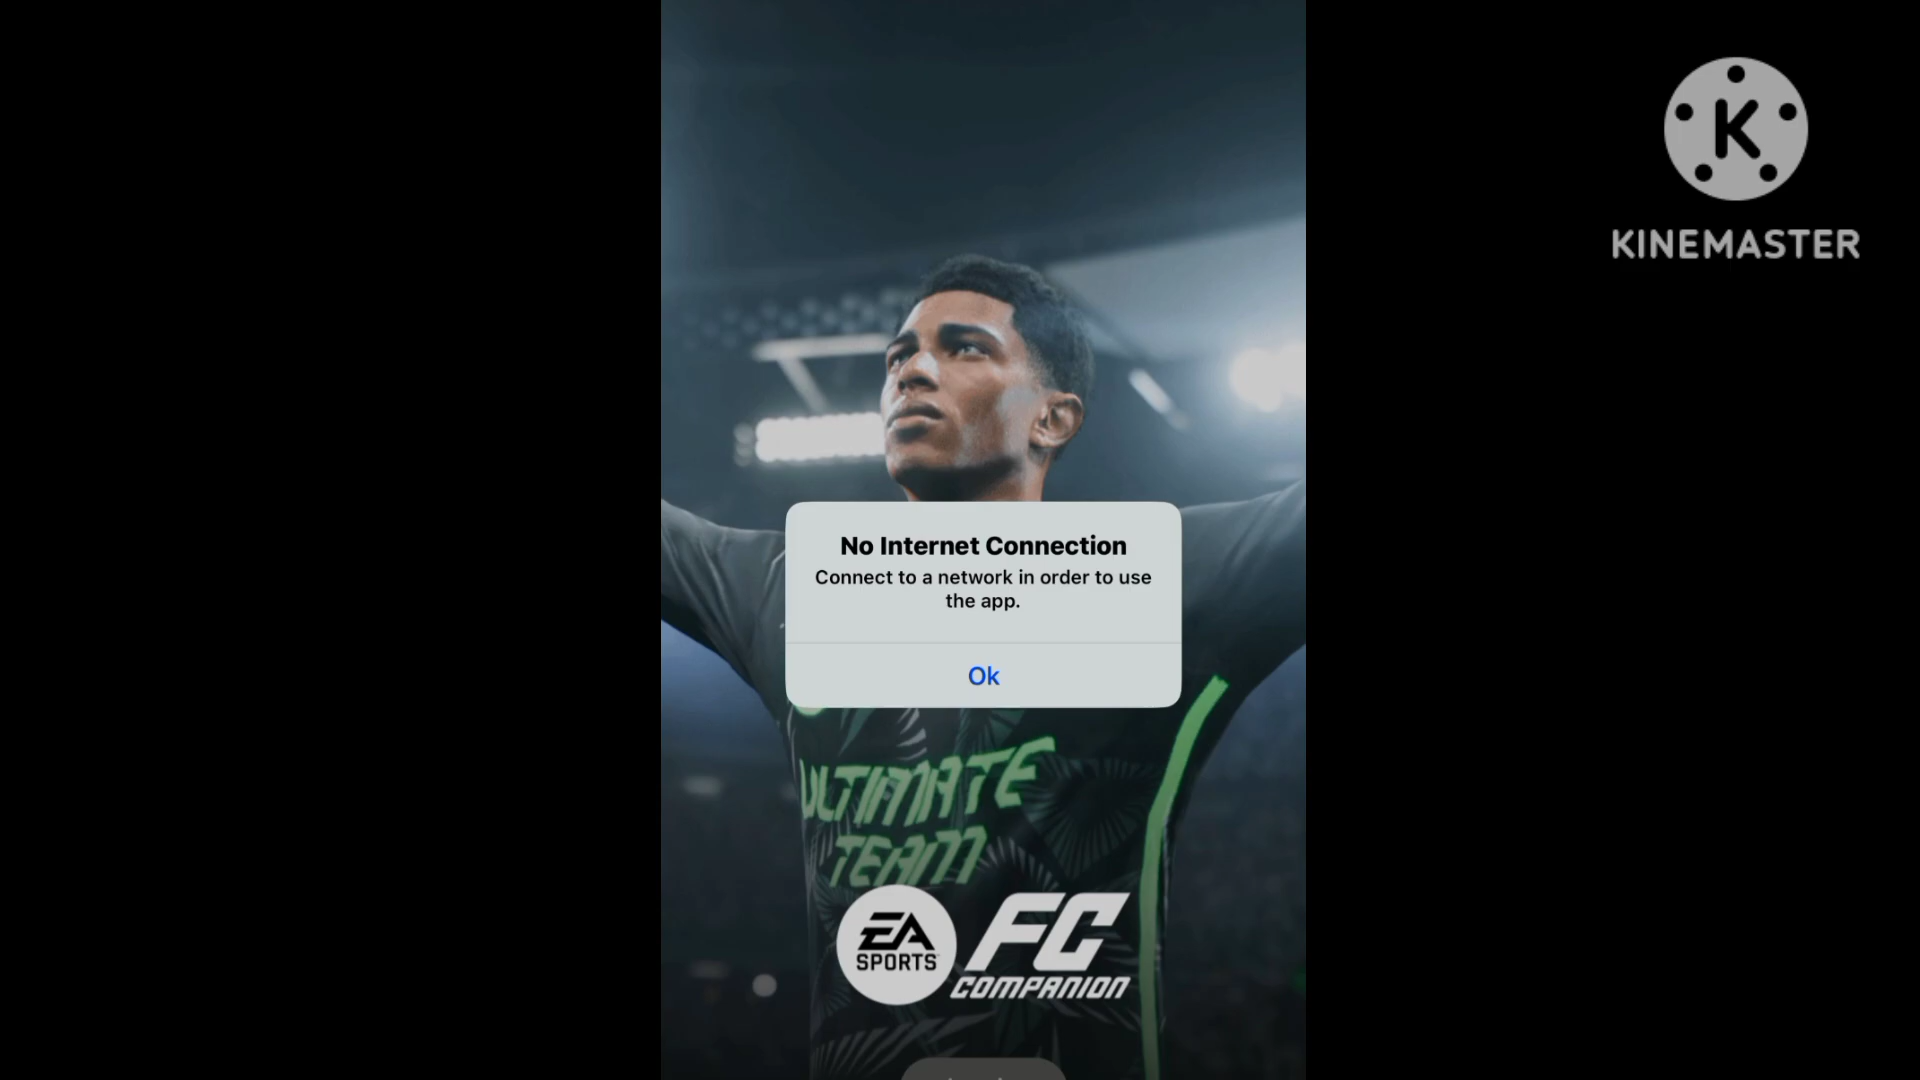 K
KINEMASTER
No Internet Connection
Connect to a network in order to use
the app.
Ok
ULTIMATE
TEAM
EA
SPORTS
FC
COMPANION